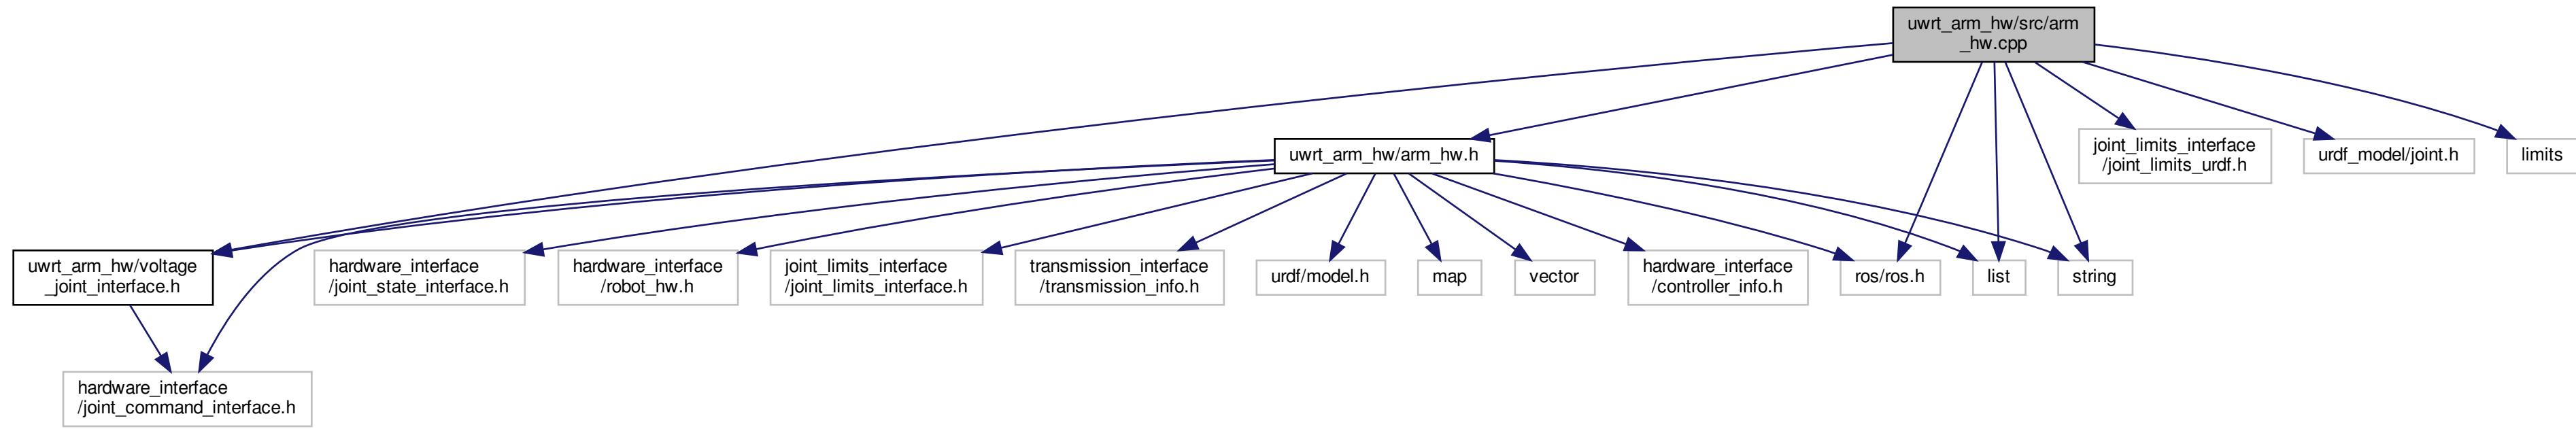 uwrt_arm_hw/src/arm
_hw.cpp
uwrt_arm_hw/arm_hw.h
joint_limits_interface
/joint_limits_urdf.h
urdf_model/joint.h
limits
uwrt_arm_hw/voltage
_joint_interface.h
hardware_interface
/joint_state_interface.h
hardware_interface
/robot_hw.h
joint_limits_interface
/joint_limits_interface.h
transmission_interface
/transmission_info.h
urdf/model.h
map
vector
hardware_interface
/controller_info.h
ros/ros.h
list
string
hardware_interface
/joint_command_interface.h